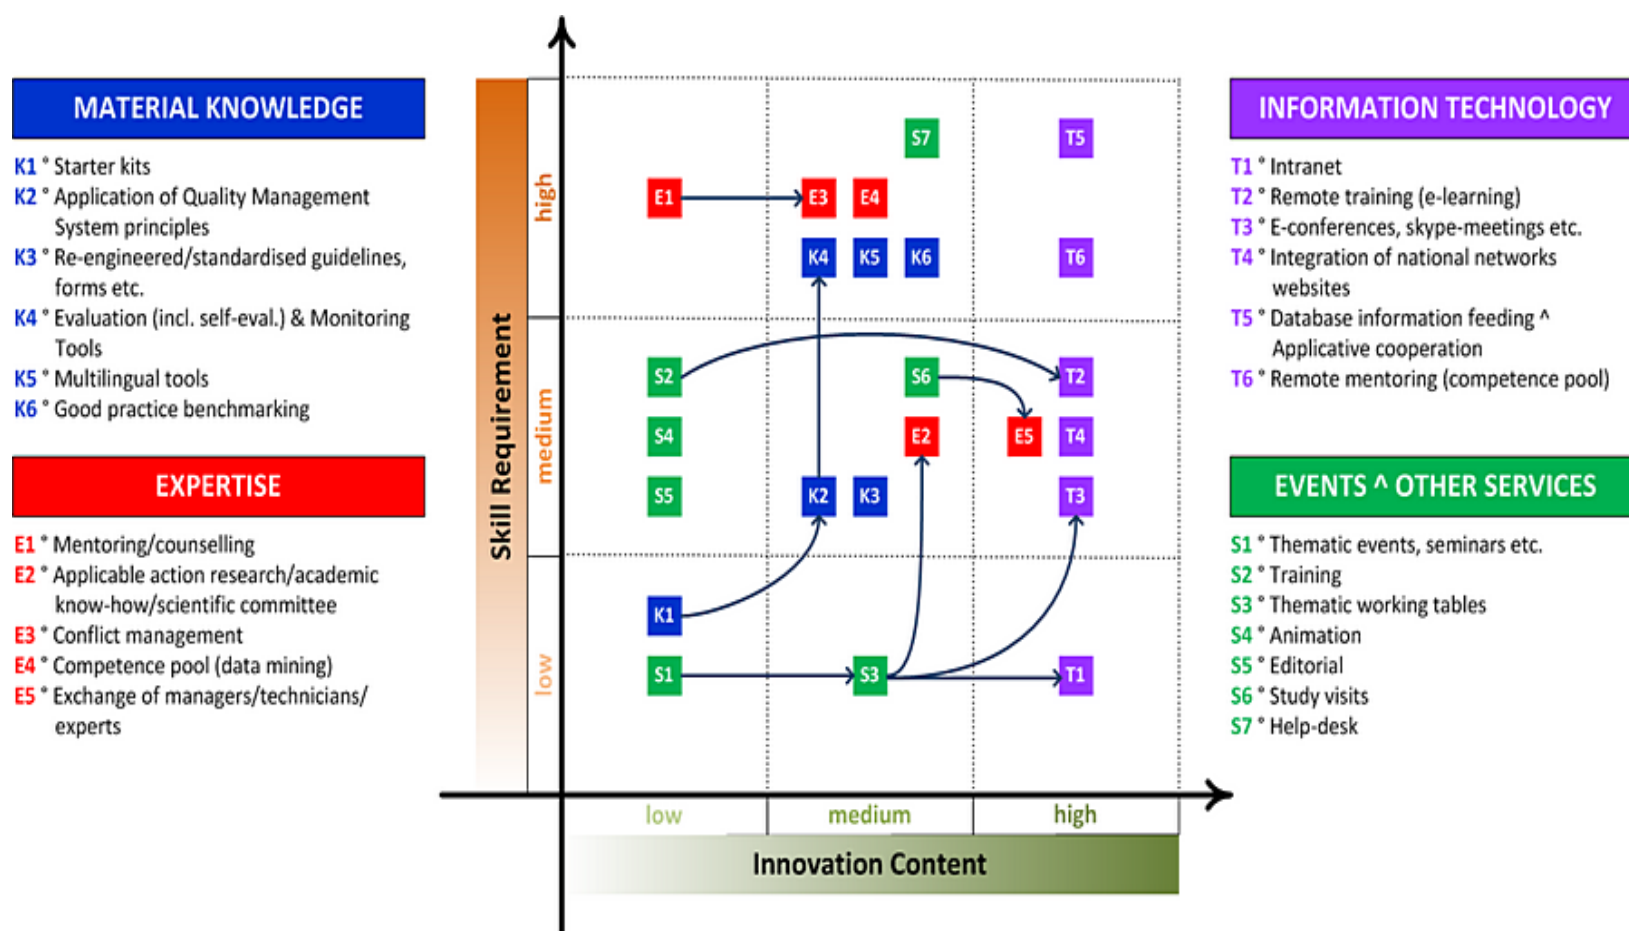 MATERIAL KNOWLEDGE
K1 ° Starter kits
K2 ° Application of Quality Management
System principles
K3 ° Re-engineered/standardised guidelines,
forms etc.
K4 ° Evaluation (incl. self-eval.) & Monitoring
Tools
K5 ° Multilingual tools
K6 ° Good practice benchmarking
EXPERTISE
E1 ° Mentoring/counselling
E2 ° Applicable action research/academic
know-how/scientific committee
E3 ° Conflict management
E4 ° Competence pool (data mining)
E5 ° Exchange of managers/technicians/
experts
Skill Requirement
high
medium
low
S7 T5
E1 E3 E4
K4 K5 K6 T6
S2 S6 T2
S4 E2 E5 T4
S5 K2 K3 T3
K1
S1 S3 T1
low medium high
Innovation Content
INFORMATION TECHNOLOGY
T1 ° Intranet
T2 ° Remote training (e-learning)
T3 ° E-conferences, skype-meetings etc.
T4 ° Integration of national networks
websites
T5 ° Database information feeding ^
Applicative cooperation
T6 ° Remote mentoring (competence pool)
EVENTS ^ OTHER SERVICES
S1 ° Thematic events, seminars etc.
S2 ° Training
S3 ° Thematic working tables
S4 ° Animation
S5 ° Editorial
S6 ° Study visits
S7 ° Help-desk